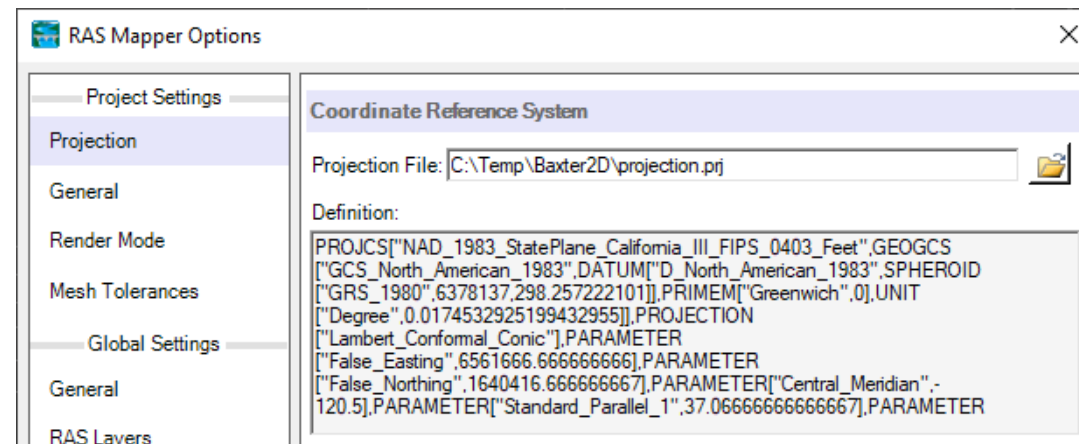 RAS Mapper Options
Project Settings
Projection
General
Render Mode
Mesh Tolerances
Global Settings
General
RAS Layers
Coordinate Reference System
Projection File: C:\Temp\Baxter2D\projection.prj
Definition:
PROJCS["NAD_1983_StatePlane_California_III_FIPS_0403_Feet",GEOGCS
["GCS_North_American_1983",DATUM["D_North_American_1983",SPHEROID
["GRS_1980",6378137,298.257222101]],PRIMEM["Greenwich",0],UNIT
["Degree",0.0174532925199432955]],PROJECTION
["Lambert_Conformal_Conic"],PARAMETER
["False_Easting",6561666.666666666],PARAMETER
["False_Northing",1640416.666666667],PARAMETER["Central_Meridian",-
120.5],PARAMETER["Standard_Parallel_1",37.06666666666667],PARAMETER